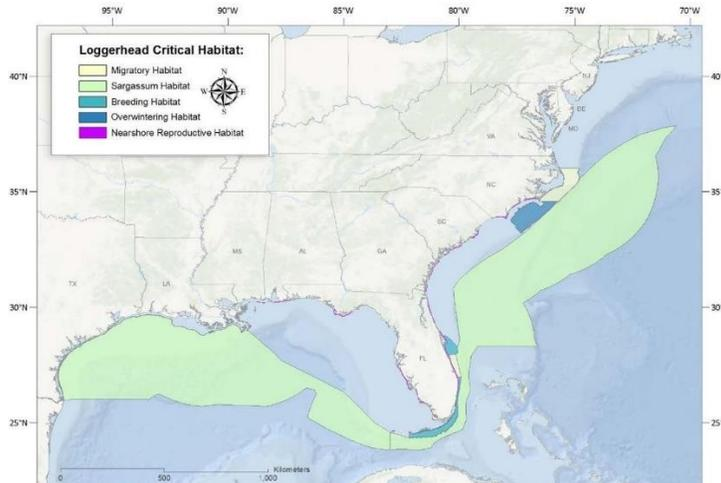 95°W 90°W 85°W 80°W 75°W 70°W
Loggerhead Critical Habitat:
Migratory Habitat
Sargassum Habitat
Breeding Habitat
Overwintering Habitat
Nearshore Reproductive Habitat
N
W E
S
40°N 40°
NJ
DE
MD
VA
35°N 35°
NC
SC
MS AL GA
TX LA
30°N 30°
FL
25°N 25°
Kilometers
0 500 1,000